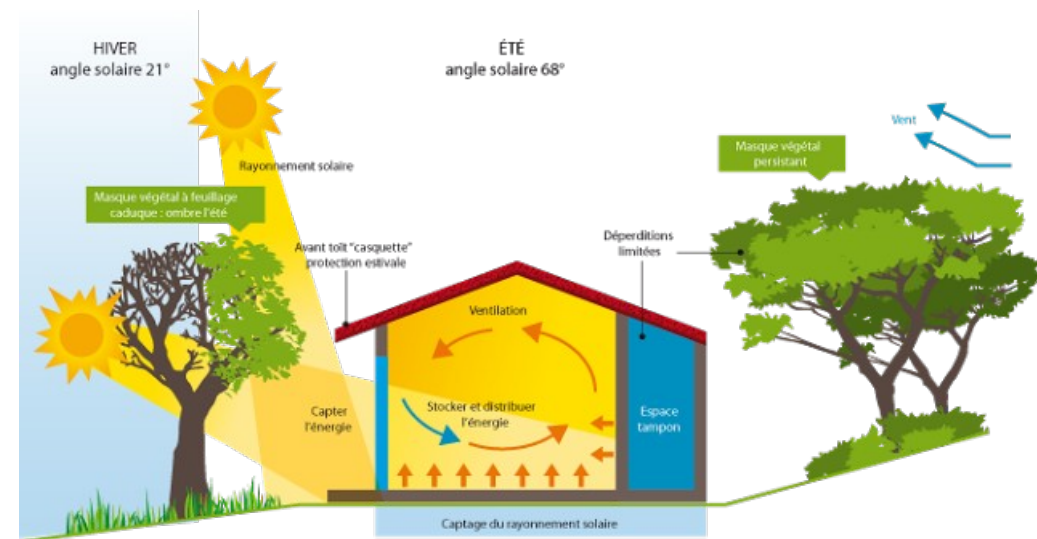 HIVER
angle solaire 21°
ÉTÉ
angle solaire 68°
Vent
Masque végétal
persistant
Rayonnement solaire
Masque végétal à feuillage
caduque : ombre l'été
Avant toît "casquette"
protection estivale
Déperditions
limitées
Ventilation
Capter
l'énergie
Stocker et distribuer
l'énergie
Espace
tampon
Captage du rayonnement solaire